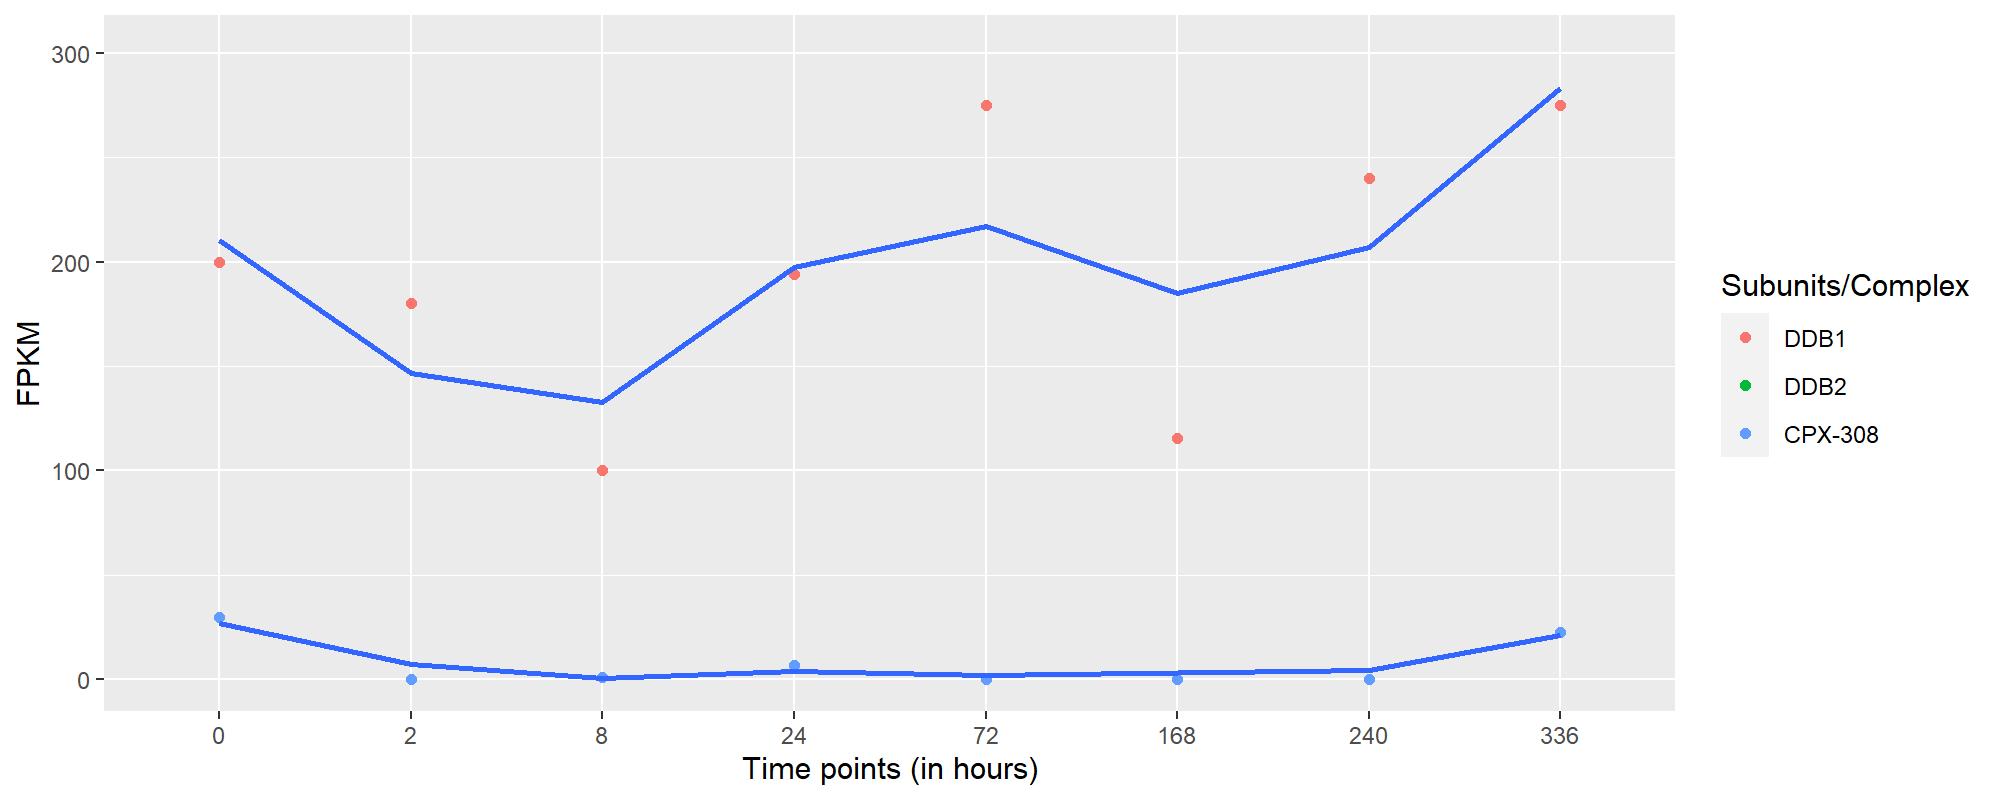 300
200
100
0
FPKM
0 2 8 24 72 168 240 336
Time points (in hours)
Subunits/Complex
DDB1
DDB2
CPX-308